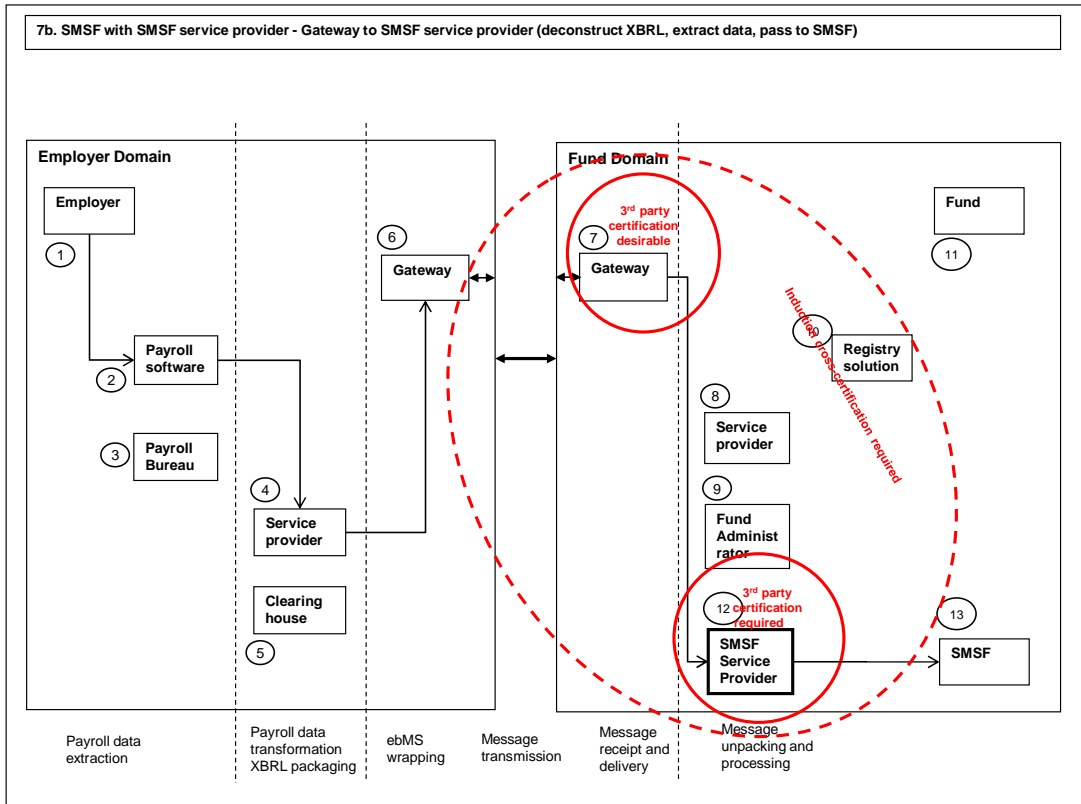 7b. SMSF with SMSF service provider - Gateway to SMSF service provider (deconstruct XBRL, extract data, pass to SMSF)
Employer Domain
Fund Domain
Employer
1
Payroll
software
2
3
Payroll
Bureau
4
Service
provider
Clearing
house
5
6
Gateway
3rd party
certification
desirable
7
Gateway
Fund
11
Induction cross-certification required
Registry
solution
8
Service
provider
9
Fund
Administ
rator
12
3rd party
certification
required
SMSF
Service
Provider
13
SMSF
Payroll data
extraction
Payroll data
transformation
XBRL packaging
ebMS
wrapping
Message
transmission
Message
receipt and
delivery
Message
unpacking and
processing